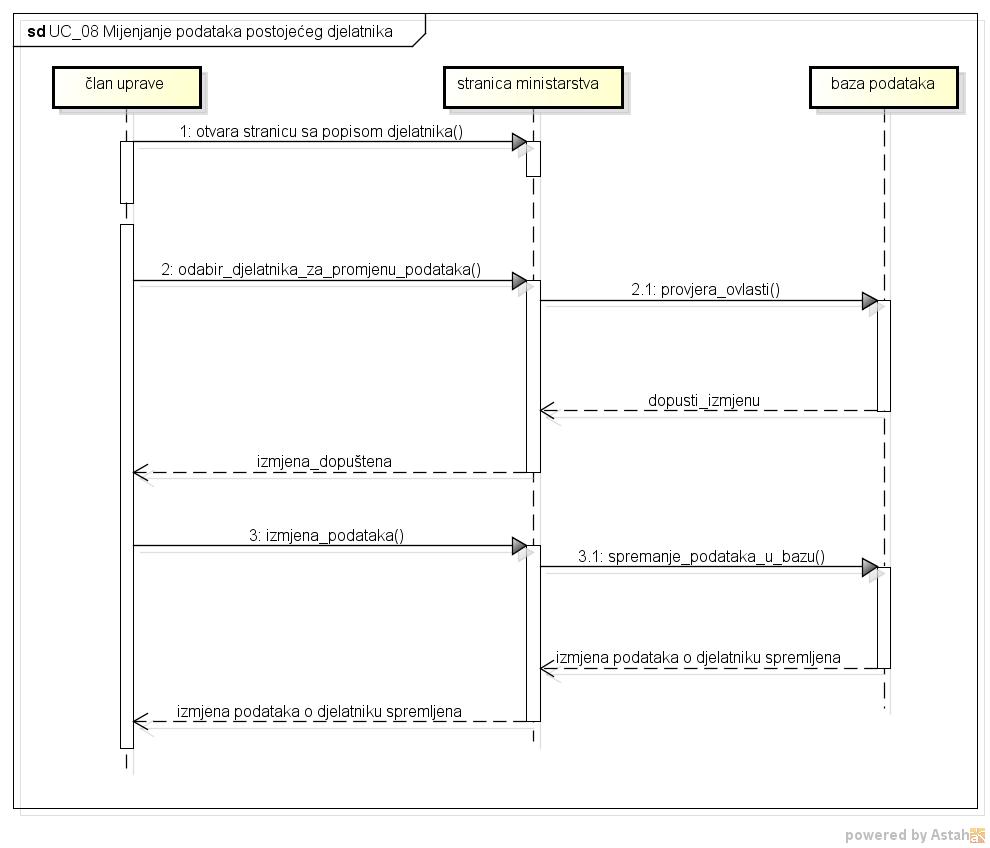 sd UC_08 Mijenjanje podataka postojećeg djelatnika
član uprave
stranica ministarstva
baza podataka
1: otvara stranicu sa popisom djelatnika()
2: odabir_djelatnika_za_promjenu_podataka()
2.1: provjera_ovlasti()
dopusti_izmjenu
izmjena_dopuštena
3: izmjena_podataka()
3.1: spremanje_podataka_u_bazu()
izmjena podataka o djelatniku spremljena
izmjena podataka o djelatniku spremljena
powered by Astah